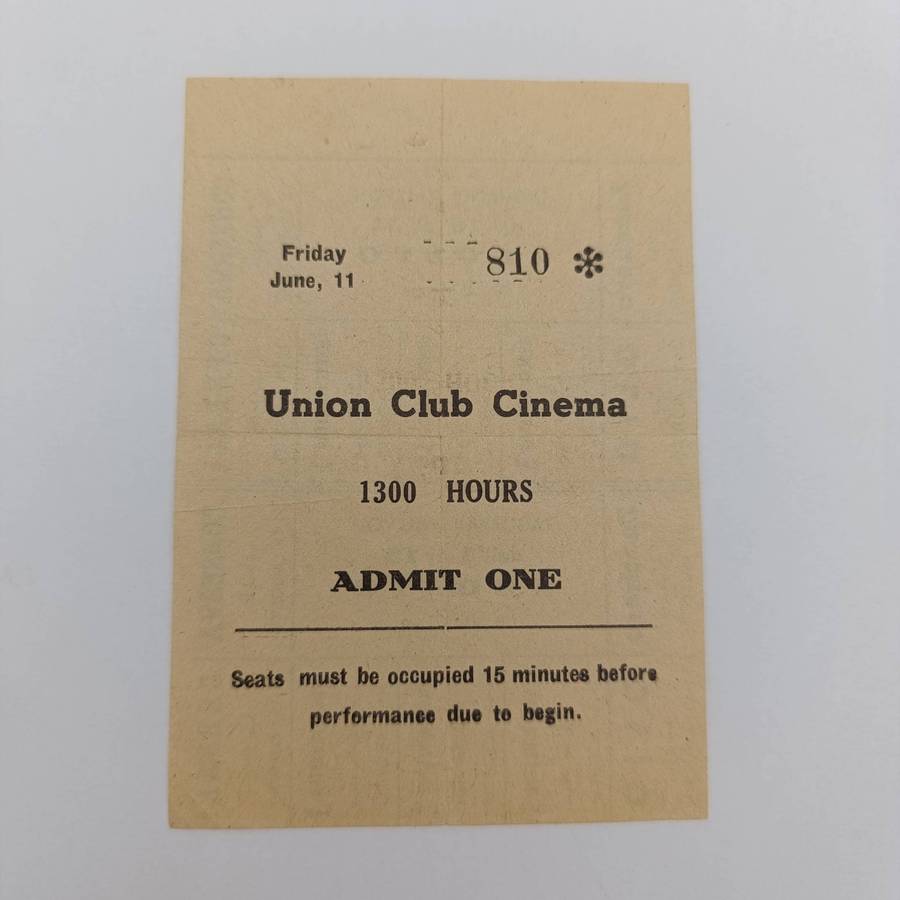 Friday 810 *
June, 11
Union Club Cinema
1300 HOURS
ADMIT ONE
Seats must be occupied 15 minutes before
performance due to begin.